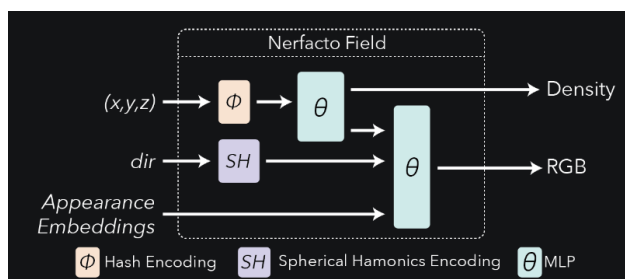 Nerfacto Field
(x,y,z)
Φ
θ
Density
dir
SH
θ
RGB
Appearance
Embeddings
Φ Hash Encoding SH Spherical Hamonics Encoding θ MLP